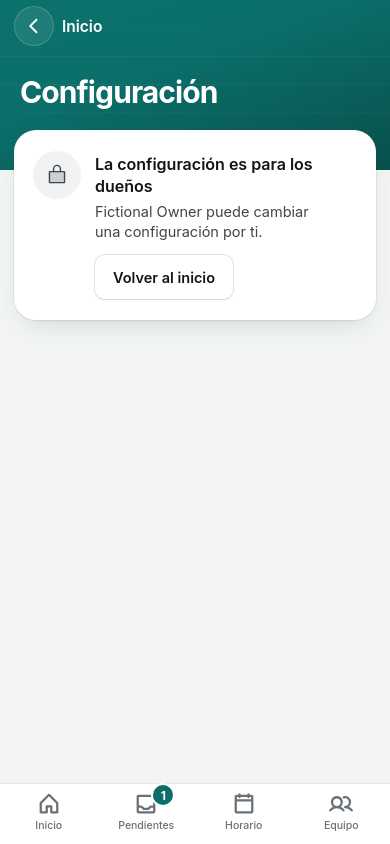 Inicio
Configuración
La configuración es para los
dueños
Fictional Owner puede cambiar
una configuración por ti.
Volver al inicio
1
Inicio
Pendientes
Horario
Equipo